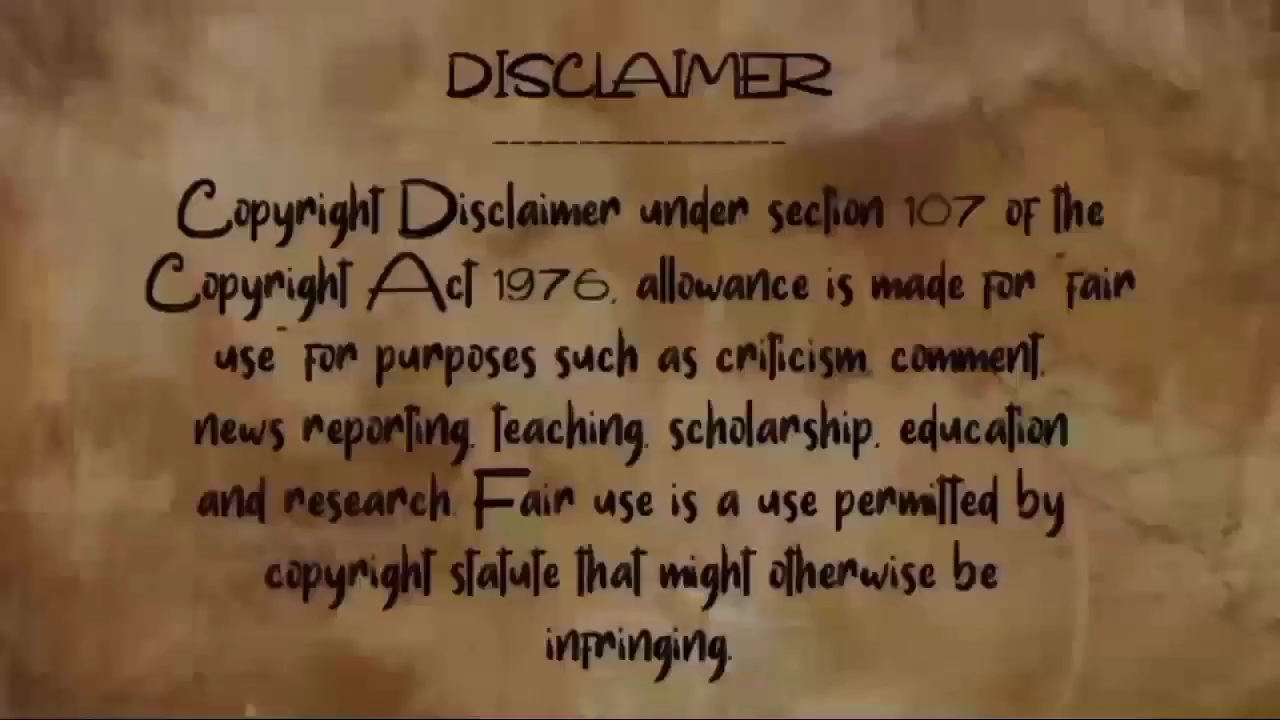 DISCLAIMER
-----------------
Copyright Disclaimer under section 107 of the
Copyright Act 1976, allowance is made for "fair
use" for purposes such as criticism, comment,
news reporting, teaching, scholarship, education
and research. Fair use is a use permitted by
copyright statute that might otherwise be
infringing.